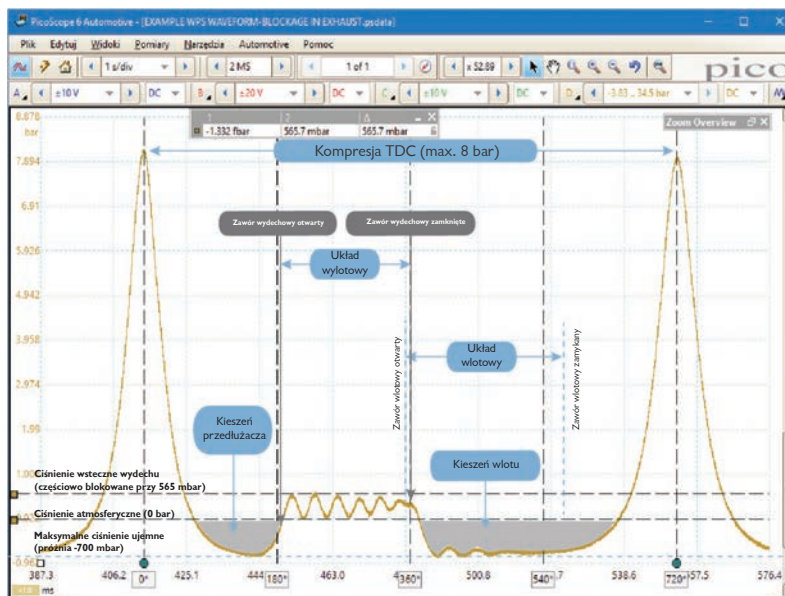 PicoScope 6 Automotive - [EXAMPLE WPS WAVEFORM-BLOCKAGE IN EXHAUST.psdata]
Plik Edytuj Widoki Pomiary Narzędzia Automotive Pomoc
1 s/div 2 MS 1 of 1 x 52.89 pico
A ±10 V DC B ±20 V DC C ±10 V DC D -3.83 .. 34.5 bar DC
8.878
bar
1 2 Δ
-1.332 fbar 565.7 mbar 565.7 mbar
Zoom Overview
Kompresja TDC (max. 8 bar)
7.894
6.91
Zawór wydechowy otwarty
Zawór wydechowy zamknięte
Układ
wylotowy
5.926
4.942
Zawór wlotowy otwarty
Układ
wlotowy
Zawór wlotowy zamykany
3.958
2.974
1.99
Kieszeń
przedłużacza
Kieszeń wlotu
Ciśnienie wsteczne wydechu
(częściowo blokowane przy 565 mbar)
Ciśnienie atmosferyczne (0 bar)
Maksymalne ciśnienie ujemne
(próżnia -700 mbar)
387.3 406.2 0° 425.1 444 180° 463.0 360° 500.8 540° 538.6 720° 557.5 576.4
x1.0 ms